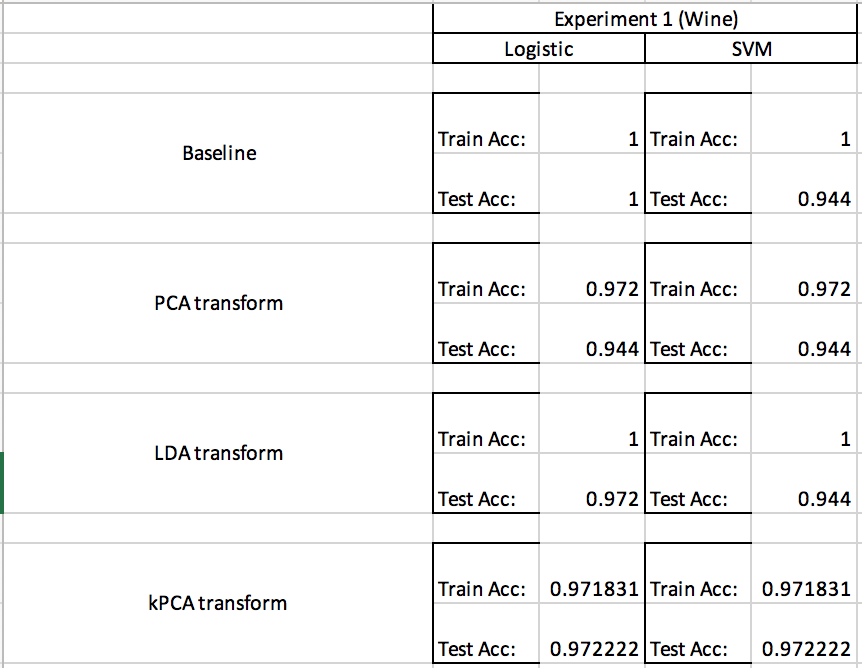 Experiment 1 (Wine)
Logistic SVM
Train Acc: 1 Train Acc: 1
Baseline
Test Acc: 1 Test Acc: 0.944
Train Acc: 0.972 Train Acc: 0.972
PCA transform
Test Acc: 0.944 Test Acc: 0.944
Train Acc: 1 Train Acc: 1
LDA transform
Test Acc: 0.972 Test Acc: 0.944
Train Acc: 0.971831 Train Acc: 0.971831
kPCA transform
Test Acc: 0.972222 Test Acc: 0.972222